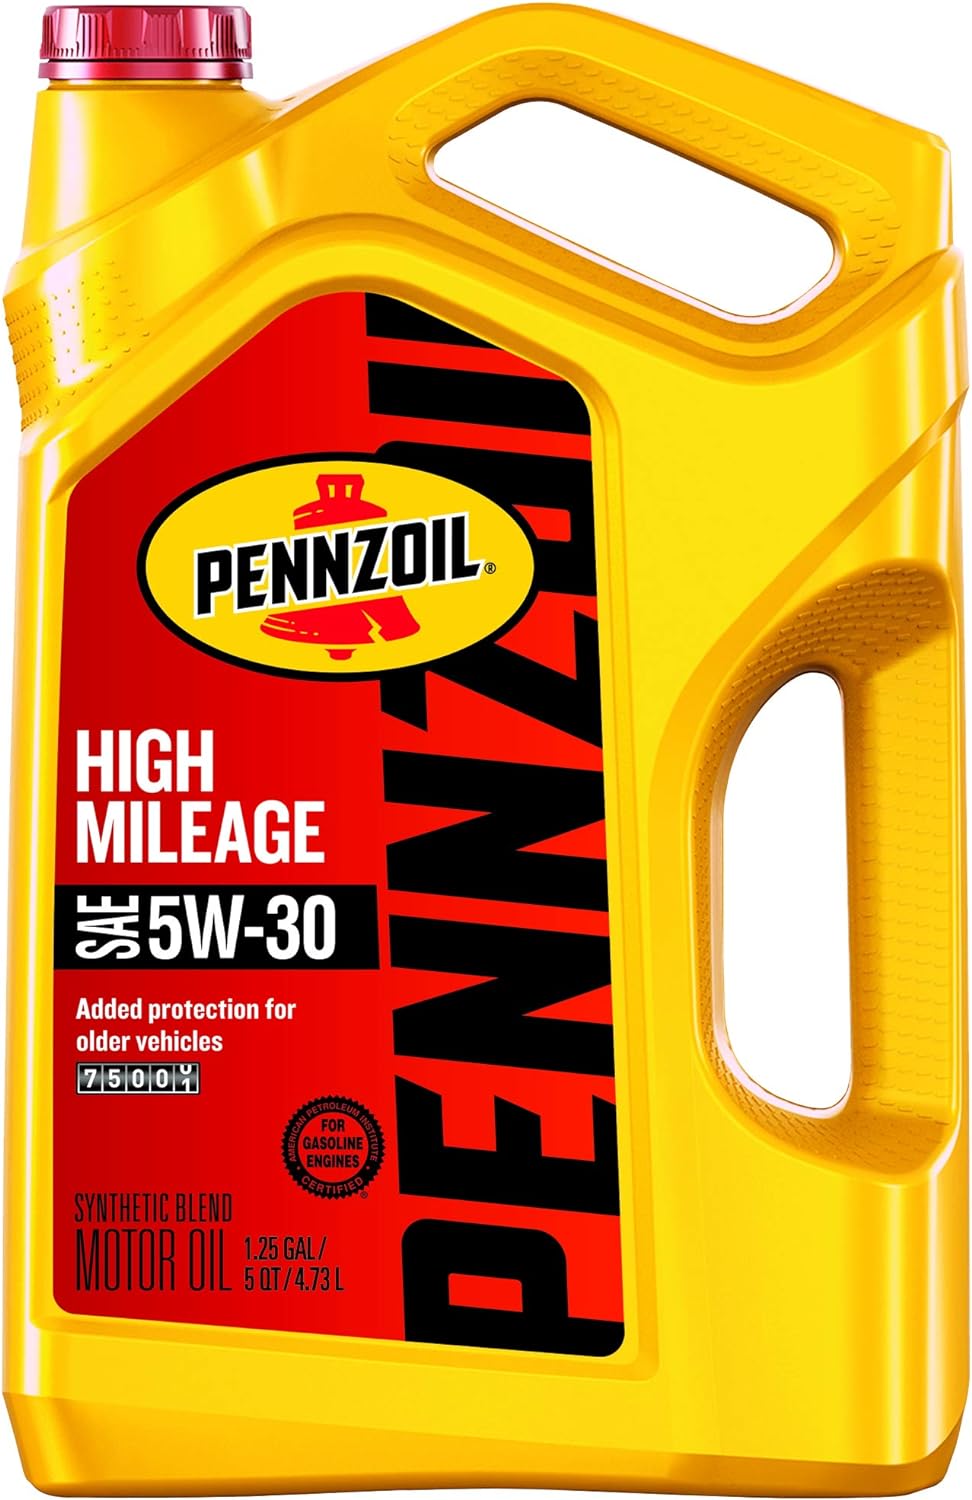 PENNZOIL®
PENNZOIL
HIGH
MILEAGE
SAE 5W-30
Added protection for
older vehicles
75000
1
AMERICAN PETROLEUM INSTITUTE
FOR
GASOLINE
ENGINES
CERTIFIED®
SYNTHETIC BLEND
MOTOR OIL
1.25 GAL/
5 QT/4.73 L